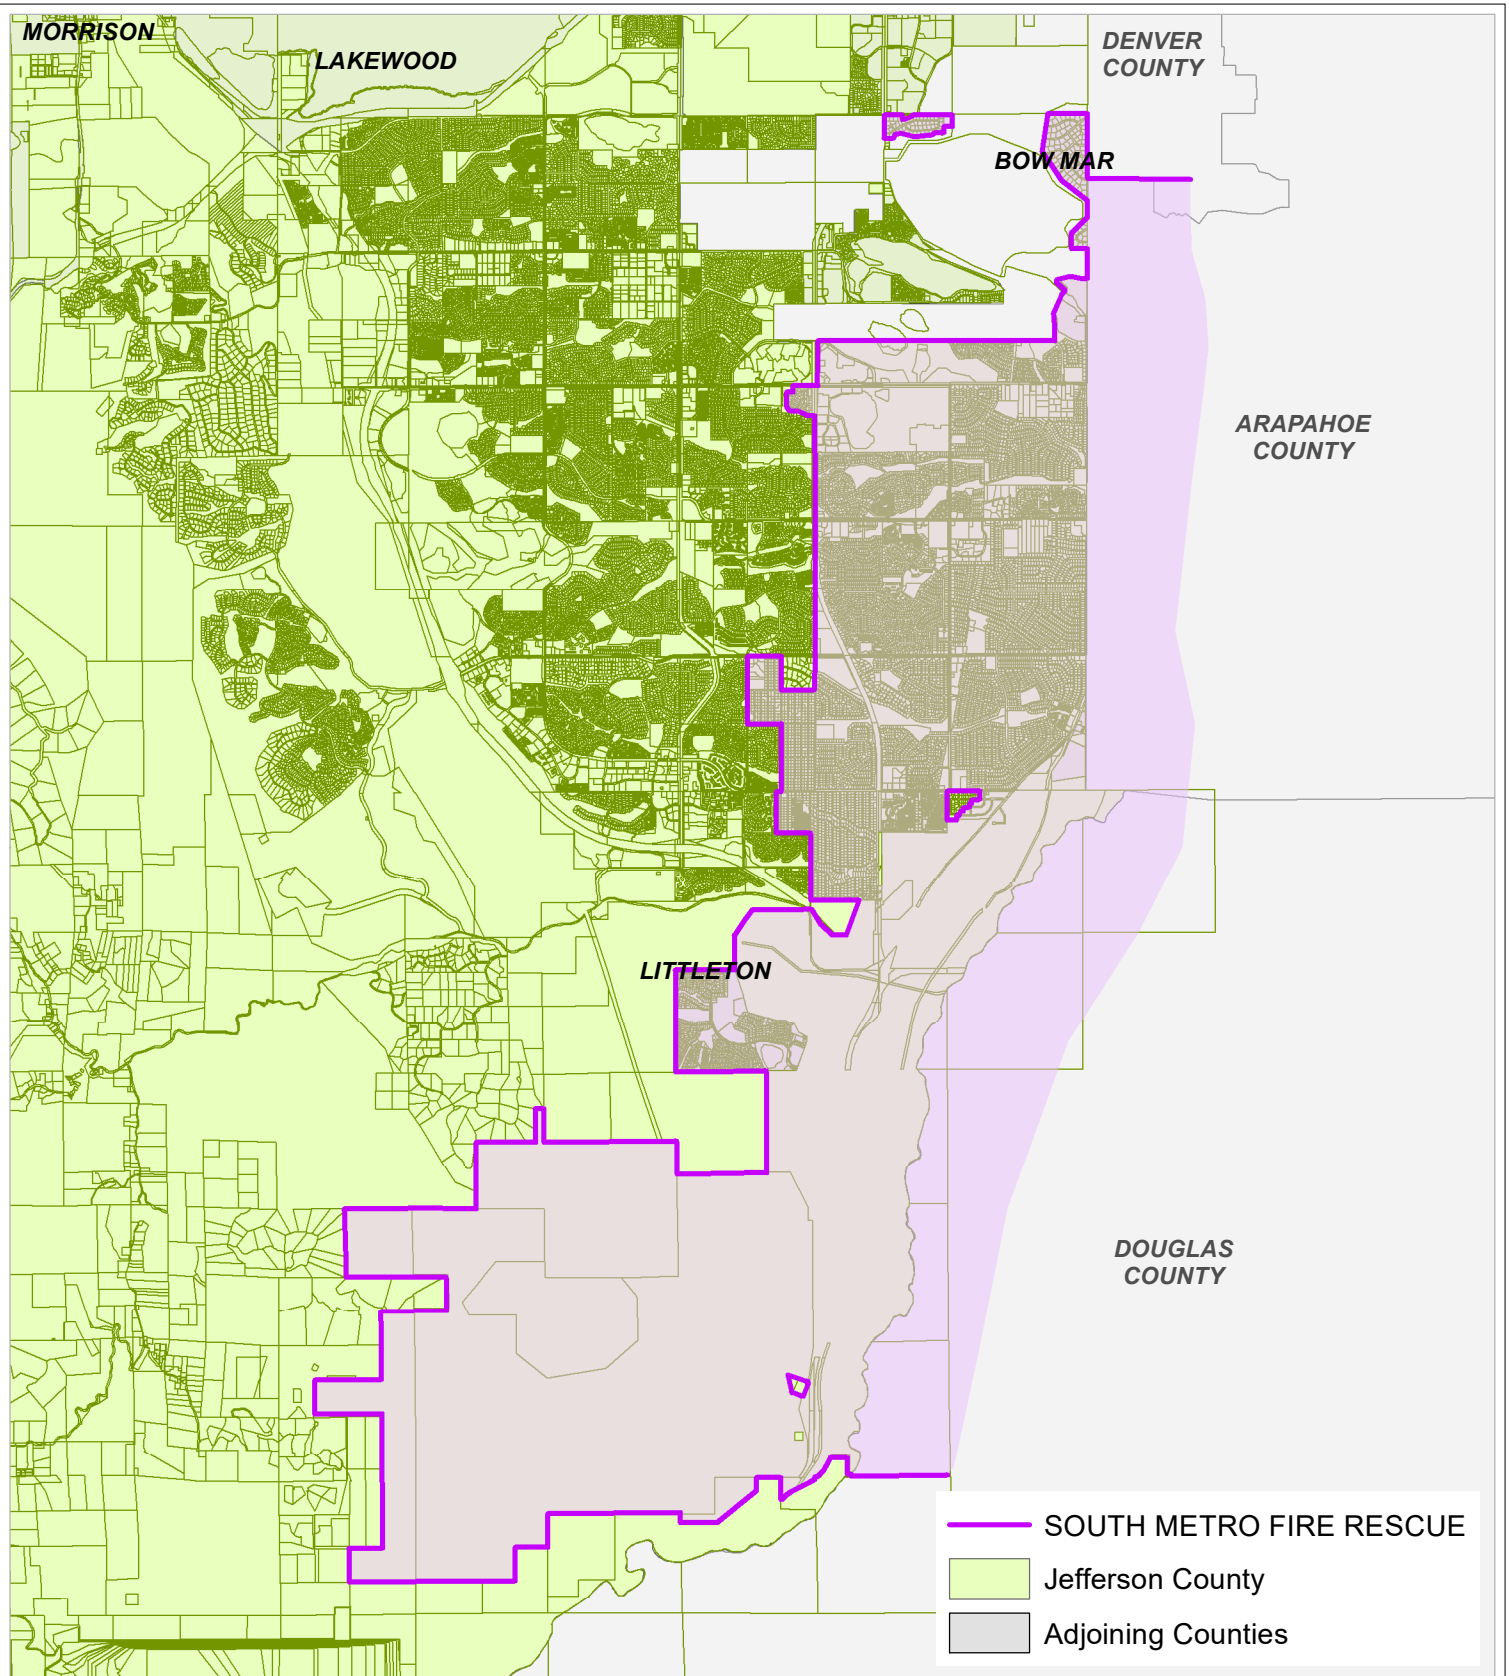 MORRISON
LAKEWOOD
DENVER
COUNTY
BOW MAR
ARAPAHOE
COUNTY
LITTLETON
DOUGLAS
COUNTY
SOUTH METRO FIRE RESCUE
Jefferson County
Adjoining Counties